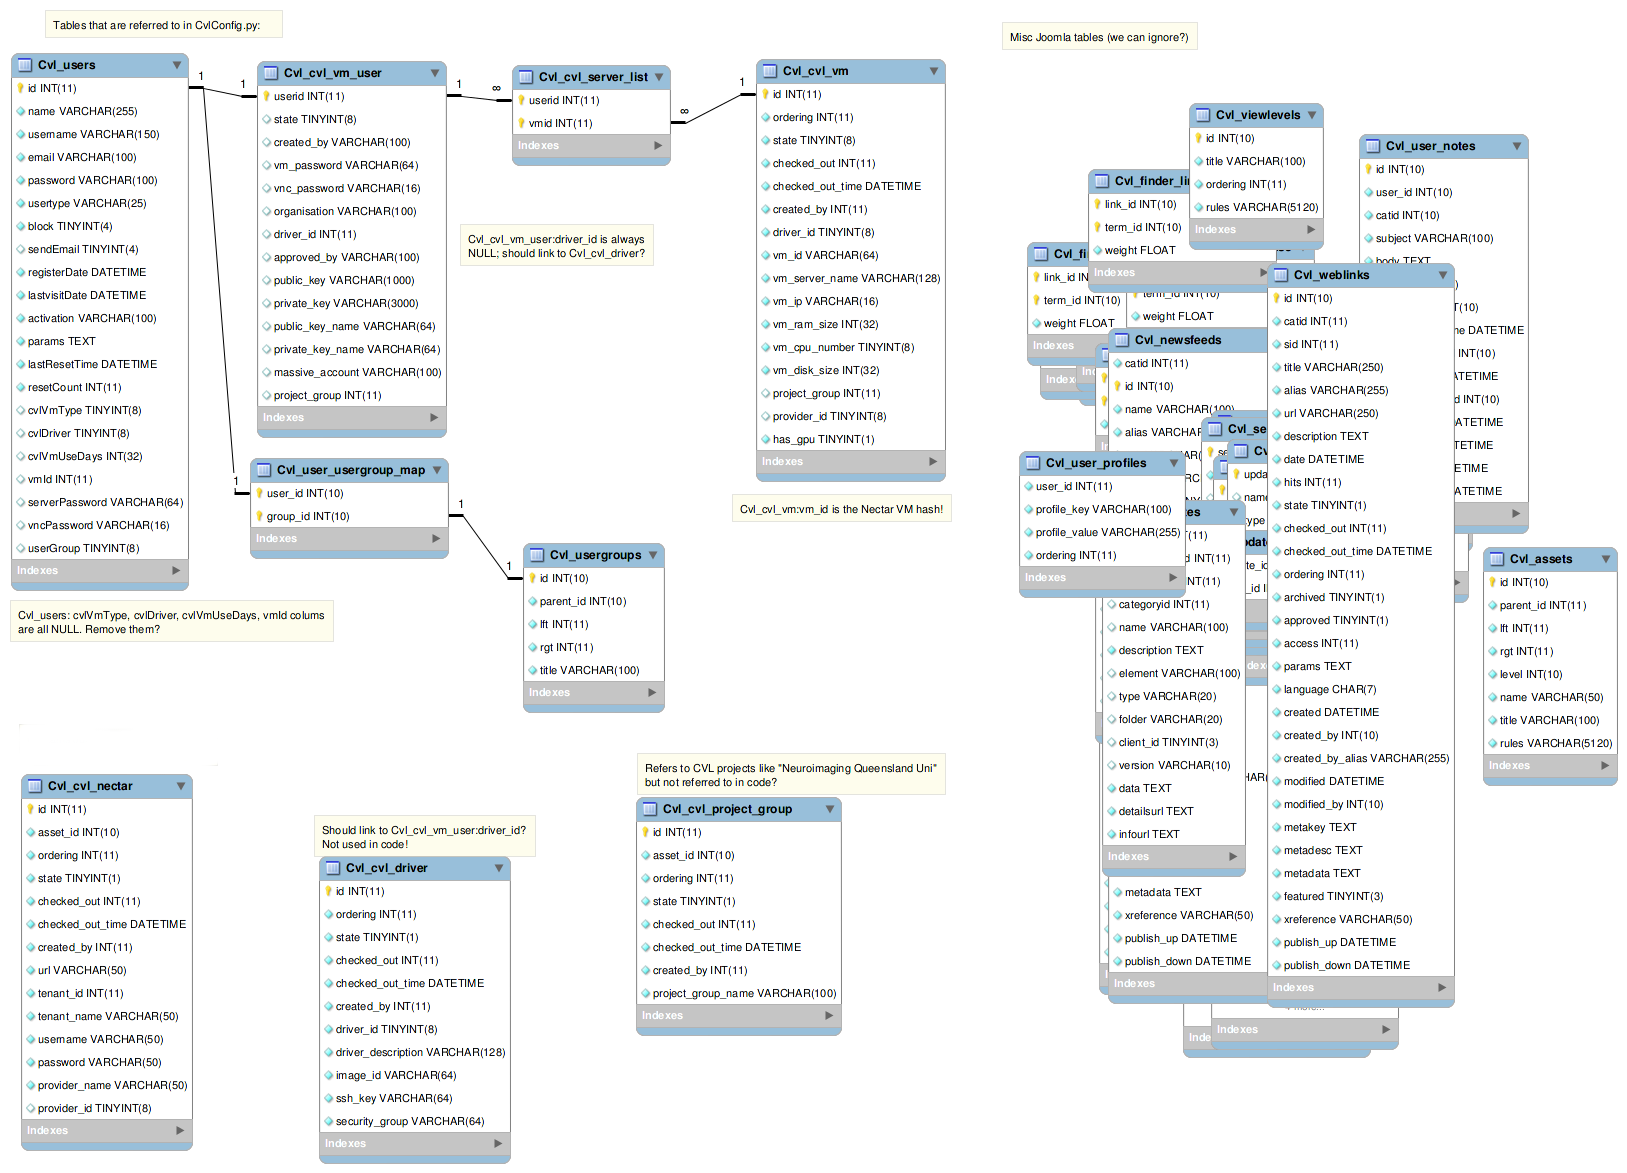 Tables that are referred to in CvlConfig.py:
Cvl_users
id INT(11)
name VARCHAR(255)
username VARCHAR(150)
email VARCHAR(100)
password VARCHAR(100)
usertype VARCHAR(25)
block TINYINT(4)
sendEmail TINYINT(4)
registerDate DATETIME
lastvisitDate DATETIME
activation VARCHAR(100)
params TEXT
lastResetTime DATETIME
resetCount INT(11)
cvlVmType TINYINT(8)
cvlDriver TINYINT(8)
cvlVmUseDays INT(32)
vmId INT(11)
serverPassword VARCHAR(64)
vncPassword VARCHAR(16)
userGroup TINYINT(8)
Indexes
Cvl_users: cvlVmType, cvlDriver, cvlVmUseDays, vmId colums
are all NULL. Remove them?
1
1
1
Cvl_cvl_vm_user
userid INT(11)
state TINYINT(8)
created_by VARCHAR(100)
vm_password VARCHAR(64)
vnc_password VARCHAR(16)
organisation VARCHAR(100)
driver_id INT(11)
approved_by VARCHAR(100)
public_key VARCHAR(1000)
private_key VARCHAR(3000)
public_key_name VARCHAR(64)
private_key_name VARCHAR(64)
massive_account VARCHAR(100)
project_group INT(11)
Indexes
1
∞
Cvl_cvl_server_list
userid INT(11)
vmid INT(11)
Indexes
∞
1
Cvl_cvl_vm_user:driver_id is always
NULL; should link to Cvl_cvl_driver?
Cvl_cvl_vm
id INT(11)
ordering INT(11)
state TINYINT(8)
checked_out INT(11)
checked_out_time DATETIME
created_by INT(11)
driver_id TINYINT(8)
vm_id VARCHAR(64)
vm_server_name VARCHAR(128)
vm_ip VARCHAR(16)
vm_ram_size INT(32)
vm_cpu_number TINYINT(8)
vm_disk_size INT(32)
project_group INT(11)
provider_id TINYINT(8)
has_gpu TINYINT(1)
Indexes
Cvl_cvl_vm:vm_id is the Nectar VM hash!
Cvl_user_usergroup_map
user_id INT(10)
group_id INT(10)
Indexes
1
1
Cvl_usergroups
id INT(10)
parent_id INT(10)
lft INT(11)
rgt INT(11)
title VARCHAR(100)
Indexes
Cvl_cvl_nectar
id INT(11)
asset_id INT(10)
ordering INT(11)
state TINYINT(1)
checked_out INT(11)
checked_out_time DATETIME
created_by INT(11)
url VARCHAR(50)
tenant_id INT(11)
tenant_name VARCHAR(50)
username VARCHAR(50)
password VARCHAR(50)
provider_name VARCHAR(50)
provider_id TINYINT(8)
Indexes
Should link to Cvl_cvl_vm_user:driver_id?
Not used in code!
Cvl_cvl_driver
id INT(11)
ordering INT(11)
state TINYINT(1)
checked_out INT(11)
checked_out_time DATETIME
created_by INT(11)
driver_id TINYINT(8)
driver_description VARCHAR(128)
image_id VARCHAR(64)
ssh_key VARCHAR(64)
security_group VARCHAR(64)
Indexes
Refers to CVL projects like "Neuroimaging Queensland Uni"
but not referred to in code?
Cvl_cvl_project_group
id INT(11)
asset_id INT(10)
ordering INT(11)
state TINYINT(1)
checked_out INT(11)
checked_out_time DATETIME
created_by INT(11)
project_group_name VARCHAR(100)
Indexes
Misc Joomla tables (we can ignore?)
Cvl_viewlevels
id INT(10)
title VARCHAR(100)
ordering INT(11)
rules VARCHAR(5120)
Indexes
Cvl_user_notes
id INT(10)
user_id INT(10)
catid INT(10)
subject VARCHAR(100)
body TEXT
Cvl_finder_li
link_id INT(10)
term_id INT(10)
weight FLOAT
Indexes
Cvl_fi
link_id IN
term_id INT(10)
weight FLOAT
Indexes
term_id INT(10)
weight FLOAT
Cvl_newsfeeds
catid INT(11)
id INT(10)
name VARCHAR(100)
alias VARCHAR
metadata TEXT
xreference VARCHAR(50)
publish_up DATETIME
publish_down DATETIME
Indexes
Cvl_user_profiles
user_id INT(11)
profile_key VARCHAR(100)
profile_value VARCHAR(255)
ordering INT(11)
Indexes
categoryid INT(11)
name VARCHAR(100)
description TEXT
element VARCHAR(100)
type VARCHAR(20)
folder VARCHAR(20)
client_id TINYINT(3)
version VARCHAR(10)
data TEXT
detailsurl TEXT
infourl TEXT
Indexes
Cvl_weblinks
id INT(10)
catid INT(11)
sid INT(11)
title VARCHAR(250)
alias VARCHAR(255)
url VARCHAR(250)
description TEXT
date DATETIME
hits INT(11)
state TINYINT(1)
checked_out INT(11)
checked_out_time DATETIME
ordering INT(11)
archived TINYINT(1)
approved TINYINT(1)
access INT(11)
params TEXT
language CHAR(7)
created DATETIME
created_by INT(10)
created_by_alias VARCHAR(255)
modified DATETIME
modified_by INT(10)
metakey TEXT
metadesc TEXT
metadata TEXT
featured TINYINT(3)
xreference VARCHAR(50)
publish_up DATETIME
publish_down DATETIME
Indexes
Indexes
Cvl_assets
id INT(10)
parent_id INT(11)
lft INT(11)
rgt INT(11)
level INT(10)
name VARCHAR(50)
title VARCHAR(100)
rules VARCHAR(5120)
Indexes